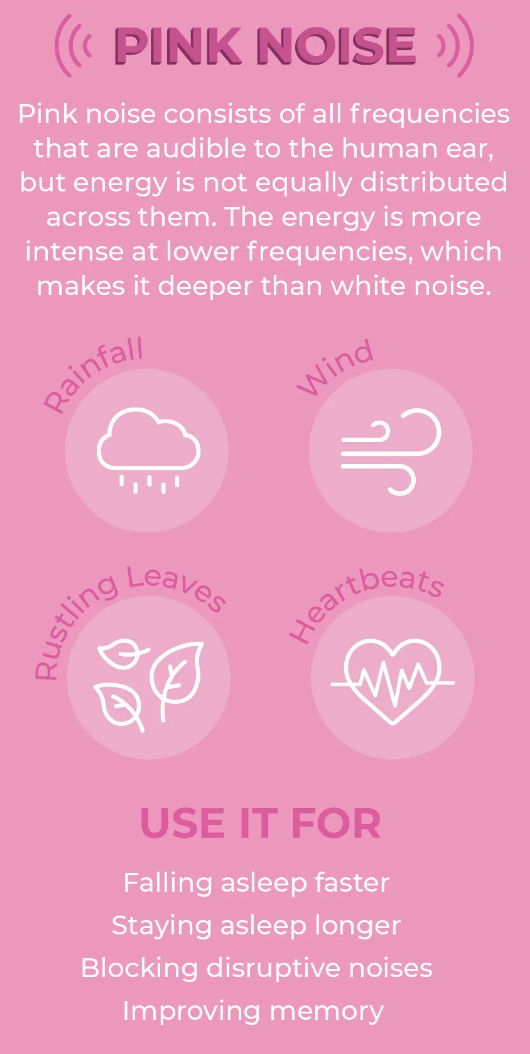 PINK NOISE
Pink noise consists of all frequencies
that are audible to the human ear,
but energy is not equally distributed
across them. The energy is more
intense at lower frequencies, which
makes it deeper than white noise.
Rainfall
Wind
Rustling Leaves
Heartbeats
USE IT FOR
Falling asleep faster
Staying asleep longer
Blocking disruptive noises
Improving memory